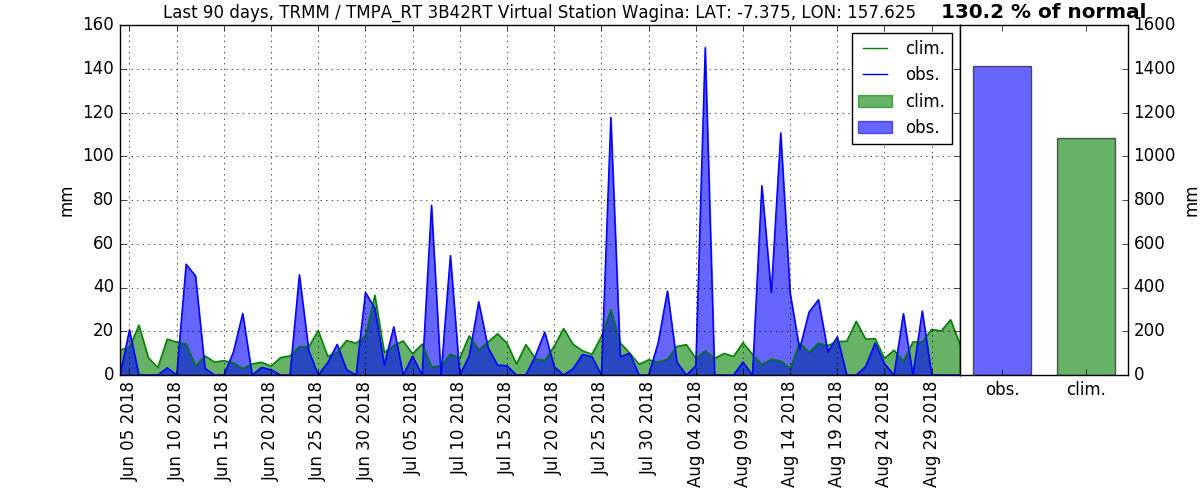 Last 90 days, TRMM / TMPA_RT 3B42RT Virtual Station Wagina: LAT: -7.375, LON: 157.625
130.2 % of normal
mm
160
140
120
100
80
60
40
20
0
clim.
obs.
clim.
obs.
Jun 05 2018
Jun 10 2018
Jun 15 2018
Jun 20 2018
Jun 25 2018
Jun 30 2018
Jul 05 2018
Jul 10 2018
Jul 15 2018
Jul 20 2018
Jul 25 2018
Jul 30 2018
Aug 04 2018
Aug 09 2018
Aug 14 2018
Aug 19 2018
Aug 24 2018
Aug 29 2018
1600
1400
1200
1000
800
600
400
200
0
mm
obs.
clim.